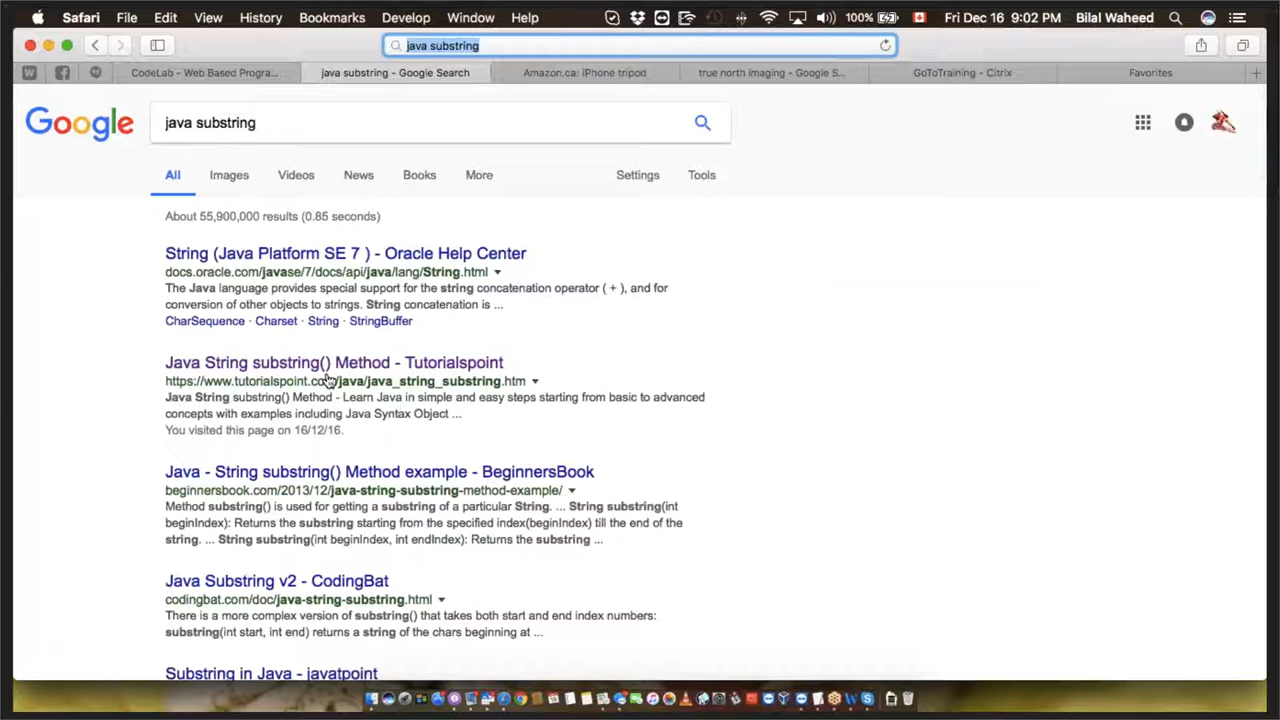 Safari File Edit View History Bookmarks Develop Window Help 100% Fri Dec 16 9:02 PM Bilal Waheed
java substring
CodeLab - Web Based Progra... java substring - Google Search Amazon.ca: iPhone tripod true north imaging - Google S... GoToTraining - Citrix Favorites
Google java substring
All Images Videos News Books More Settings Tools
About 55,900,000 results (0.85 seconds)
String (Java Platform SE 7 ) - Oracle Help Center
docs.oracle.com/javase/7/docs/api/java/lang/String.html
The Java language provides special support for the string concatenation operator ( + ), and for
conversion of other objects to strings. String concatenation is ...
CharSequence · Charset · String · StringBuffer
Java String substring() Method - Tutorialspoint
https://www.tutorialspoint.com/java/java_string_substring.htm
Java String substring() Method - Learn Java in simple and easy steps starting from basic to advanced
concepts with examples including Java Syntax Object ...
You visited this page on 16/12/16.
Java - String substring() Method example - BeginnersBook
beginnersbook.com/2013/12/java-string-substring-method-example/
Method substring() is used for getting a substring of a particular String. ... String substring(int
beginIndex): Returns the substring starting from the specified index(beginIndex) till the end of the
string. ... String substring(int beginIndex, int endIndex): Returns the substring ...
Java Substring v2 - CodingBat
codingbat.com/doc/java-string-substring.html
There is a more complex version of substring() that takes both start and end index numbers:
substring(int start, int end) returns a string of the chars beginning at ...
Substring in Java - javatpoint